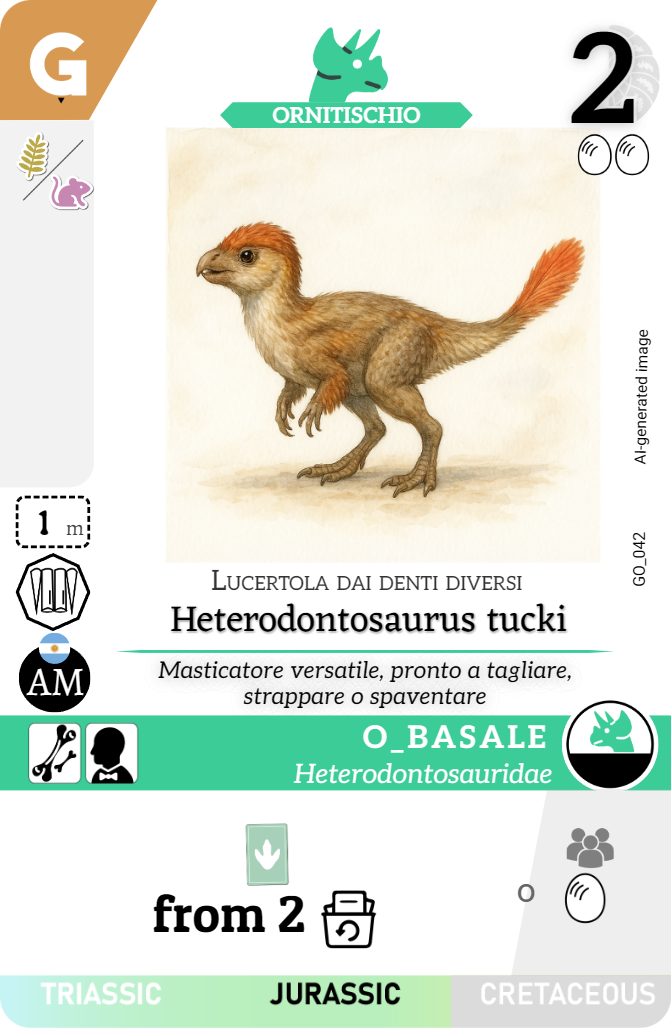 G
2
ORNITISCHIO
AI-generated image
GO_042
1 m
AM
Lucertola dai denti diversi
Heterodontosaurus tucki
Masticatore versatile, pronto a tagliare,
strappare o spaventare
O_BASALE
Heterodontosauridae
from 2
O
TRIASSIC JURASSIC CRETACEOUS